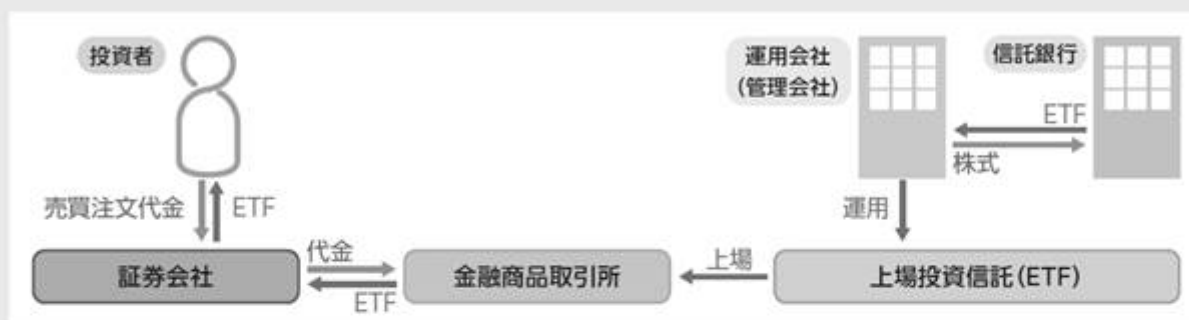 投資者
運用会社
(管理会社)
信託銀行
ETF
株式
売買注文代金
ETF
運用
証券会社
代金
ETF
金融商品取引所
上場
上場投資信託(ETF)